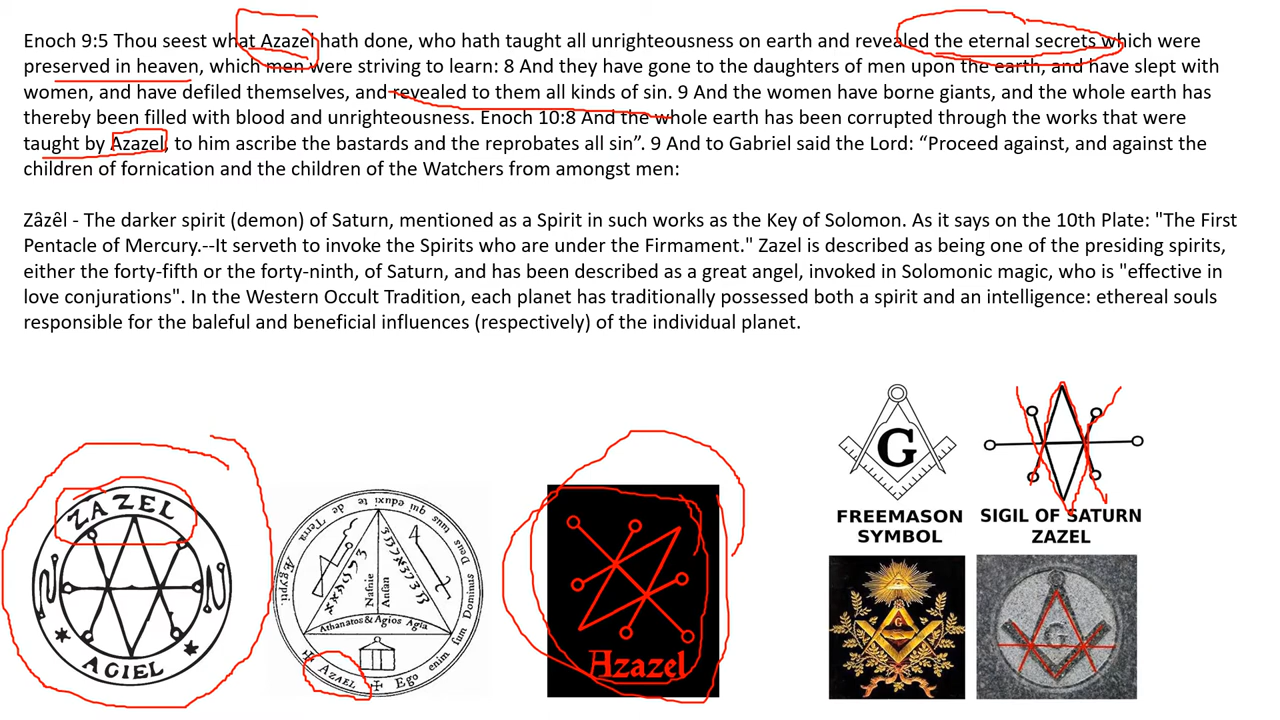 Enoch 9:5 Thou seest what Azazel hath done, who hath taught all unrighteousness on earth and revealed the eternal secrets which were
preserved in heaven, which men were striving to learn: 8 And they have gone to the daughters of men upon the earth, and have slept with
women, and have defiled themselves, and revealed to them all kinds of sin. 9 And the women have borne giants, and the whole earth has
thereby been filled with blood and unrighteousness. Enoch 10:8 And the whole earth has been corrupted through the works that were
taught by Azazel, to him ascribe the bastards and the reprobates all sin”. 9 And to Gabriel said the Lord: “Proceed against, and against the
children of fornication and the children of the Watchers from amongst men:
Zâzêl - The darker spirit (demon) of Saturn, mentioned as a Spirit in such works as the Key of Solomon. As it says on the 10th Plate: "The First
Pentacle of Mercury.--It serveth to invoke the Spirits who are under the Firmament." Zazel is described as being one of the presiding spirits,
either the forty-fifth or the forty-ninth, of Saturn, and has been described as a great angel, invoked in Solomonic magic, who is "effective in
love conjurations". In the Western Occult Tradition, each planet has traditionally possessed both a spirit and an intelligence: ethereal souls
responsible for the baleful and beneficial influences (respectively) of the individual planet.
ZAZEL
AGIEL
Ego enim sum Dominus Deus tuus qui eduxi te de Terra Ægypti.
Nafnie
Anfan
Athanatos & Agios Agla
AZAEL
Azazel
G
FREEMASON
SYMBOL
SIGIL OF SATURN
ZAZEL
G
G